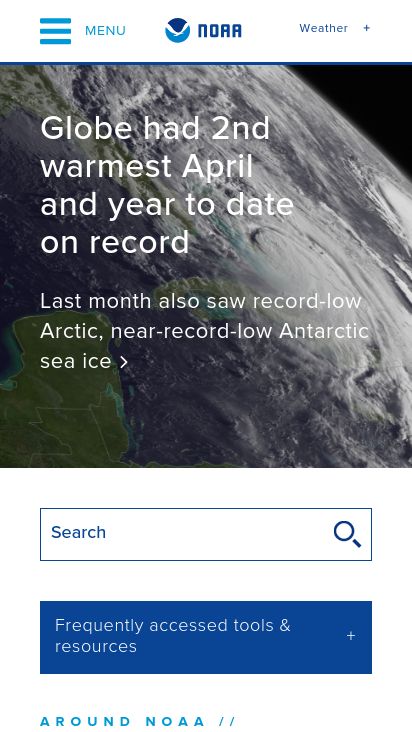 MENU
NOAA
Weather +
Globe had 2nd
warmest April
and year to date
on record
Last month also saw record-low
Arctic, near-record-low Antarctic
sea ice >
Search
Frequently accessed tools &
resources
+
AROUND NOAA //